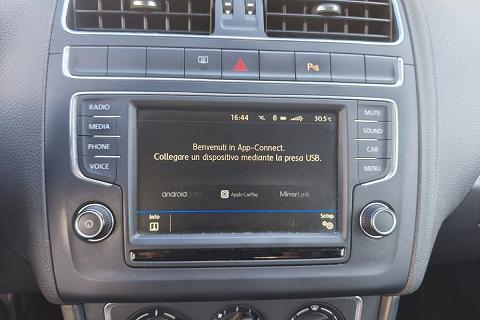 RADIO
MEDIA
PHONE
VOICE
16:44 30.5°C
Benvenuti in App-Connect.
Collegare un dispositivo mediante la presa USB.
android auto Apple CarPlay MirrorLink
Info Setup
MUTE
SOUND
CAR
MENU